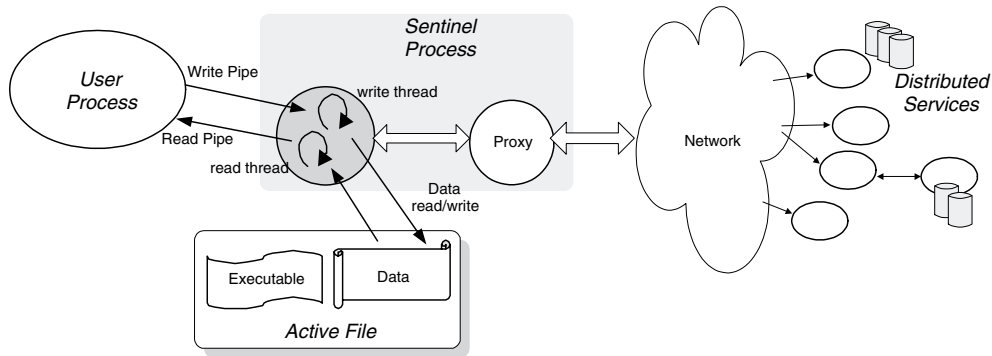 Sentinel
Process
User
Process
Write Pipe
write thread
Read Pipe
read thread
Proxy
Network
Distributed
Services
Data
read/write
Executable
Data
Active File